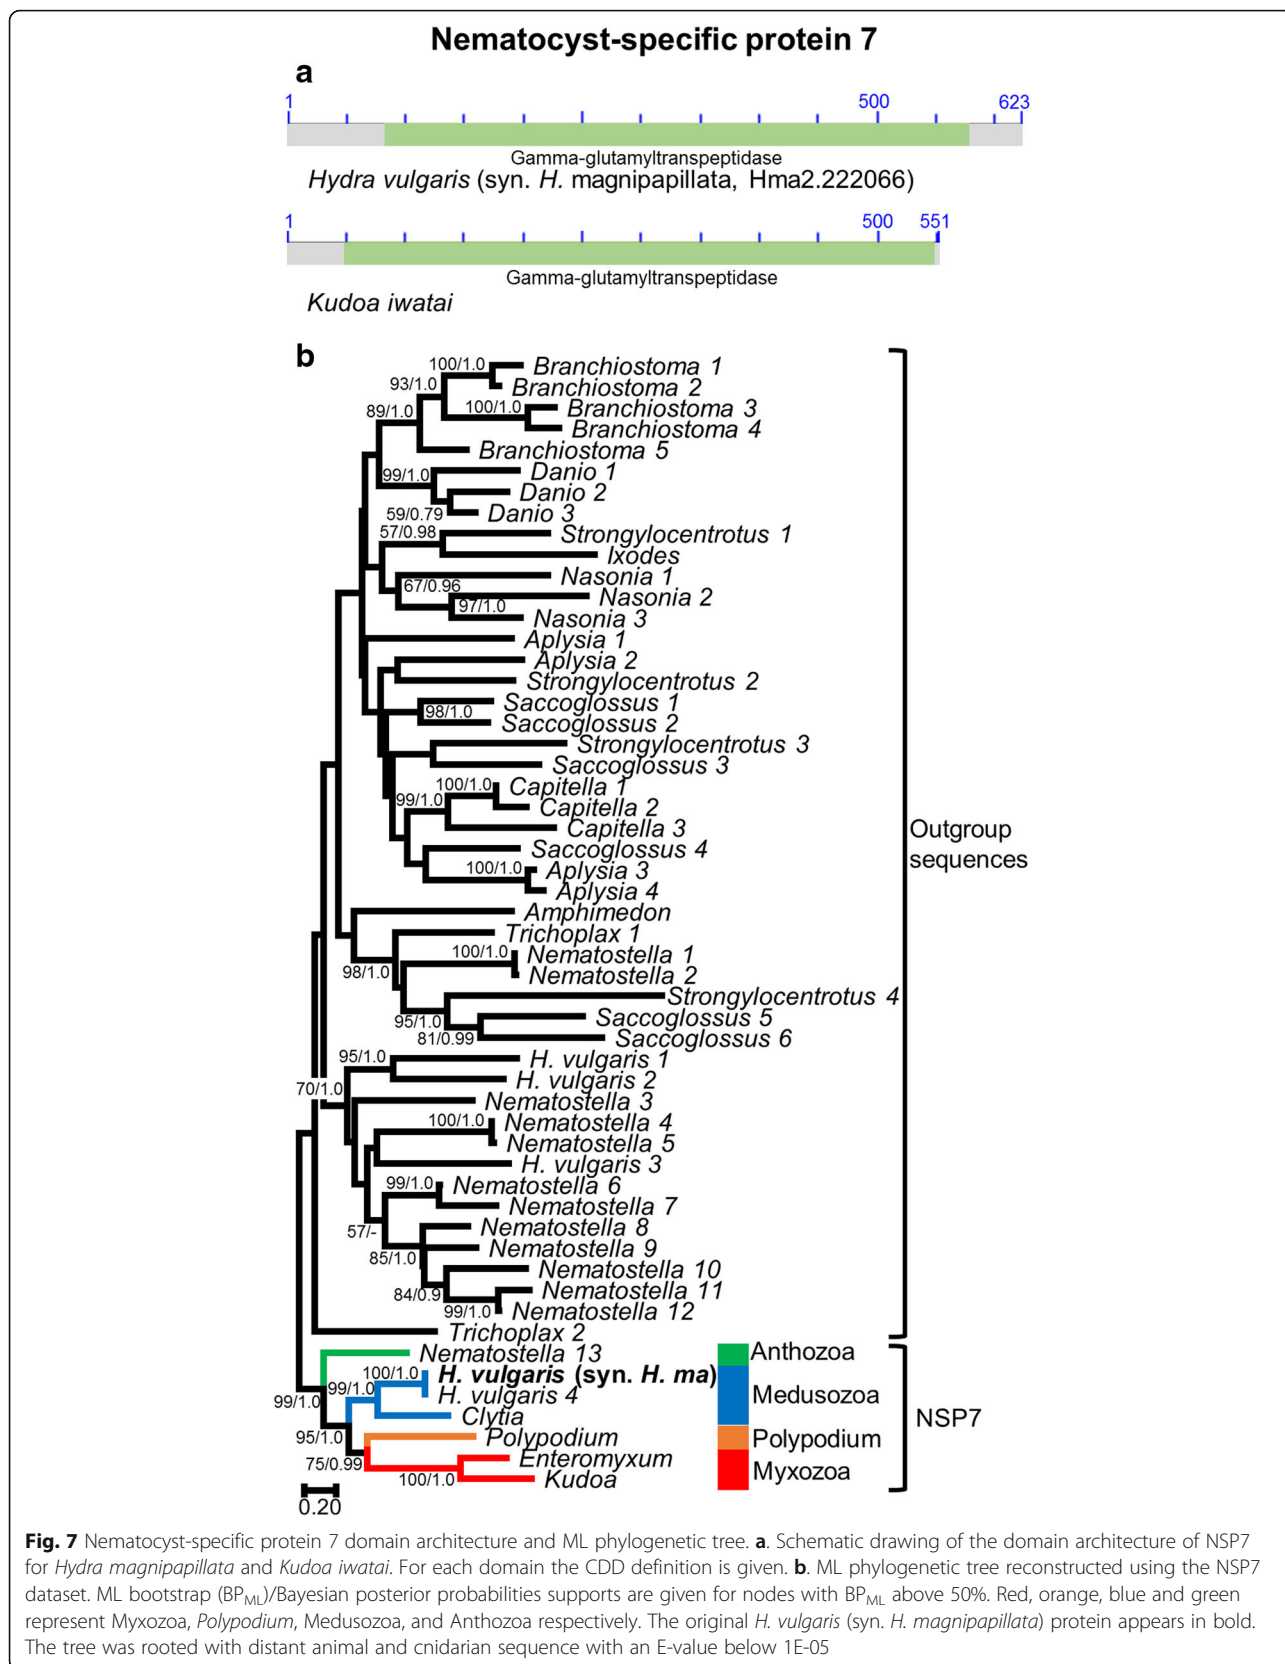 Nematocyst-specific protein 7
a
1 500 623
Gamma-glutamyltranspeptidase
Hydra vulgaris (syn. H. magnipapillata, Hma2.222066)
1 500 551
Gamma-glutamyltranspeptidase
Kudoa iwatai
b
100/1.0 Branchiostoma 1
93/1.0 Branchiostoma 2
89/1.0 100/1.0 Branchiostoma 3
Branchiostoma 4
Branchiostoma 5
99/1.0 Danio 1
Danio 2
59/0.79 Danio 3
57/0.98 Strongylocentrotus 1
Ixodes
67/0.96 Nasonia 1
97/1.0 Nasonia 2
Nasonia 3
Aplysia 1
Aplysia 2
Strongylocentrotus 2
98/1.0 Saccoglossus 1
Saccoglossus 2
Strongylocentrotus 3
Saccoglossus 3
100/1.0 Capitella 1
99/1.0 Capitella 2
Capitella 3
Saccoglossus 4
100/1.0 Aplysia 3
Aplysia 4
Outgroup
sequences
Amphimedon
Trichoplax 1
100/1.0 Nematostella 1
98/1.0 Nematostella 2
Strongylocentrotus 4
95/1.0 Saccoglossus 5
81/0.99 Saccoglossus 6
95/1.0 H. vulgaris 1
70/1.0 H. vulgaris 2
Nematostella 3
100/1.0 Nematostella 4
Nematostella 5
H. vulgaris 3
99/1.0 Nematostella 6
Nematostella 7
57/- Nematostella 8
85/1.0 Nematostella 9
Nematostella 10
84/0.9 Nematostella 11
99/1.0 Nematostella 12
Trichoplax 2
Nematostella 13
100/1.0 H. vulgaris (syn. H. ma)
99/1.0 H. vulgaris 4
99/1.0 Clytia
95/1.0 Polypodium
75/0.99 Enteromyxum
100/1.0 Kudoa
Anthozoa
Medusozoa
Polypodium
Myxozoa
NSP7
0.20
Fig. 7 Nematocyst-specific protein 7 domain architecture and ML phylogenetic tree. a. Schematic drawing of the domain architecture of NSP7
for Hydra magnipapillata and Kudoa iwatai. For each domain the CDD definition is given. b. ML phylogenetic tree reconstructed using the NSP7
dataset. ML bootstrap (BPML)/Bayesian posterior probabilities supports are given for nodes with BPML above 50%. Red, orange, blue and green
represent Myxozoa, Polypodium, Medusozoa, and Anthozoa respectively. The original H. vulgaris (syn. H. magnipapillata) protein appears in bold.
The tree was rooted with distant animal and cnidarian sequence with an E-value below 1E-05